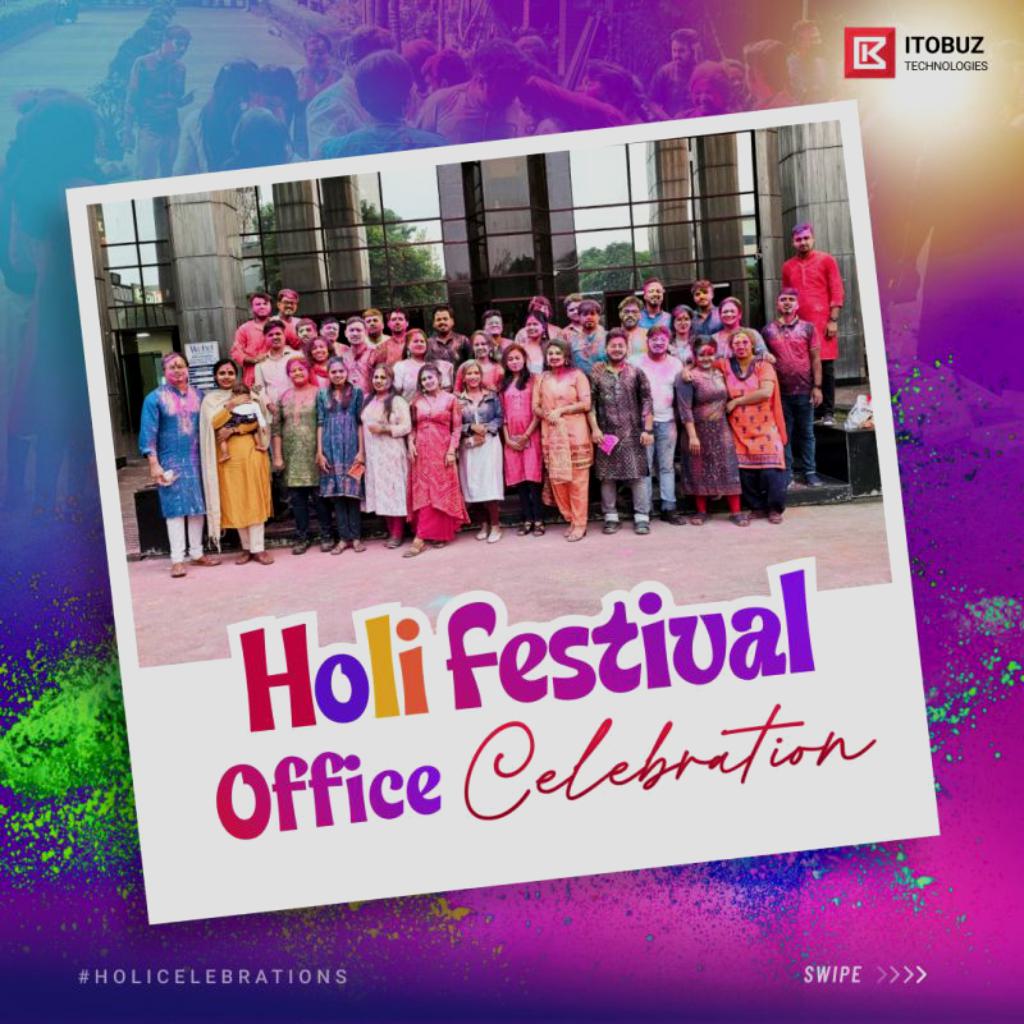 ITOBUZ
TECHNOLOGIES
Holi Festival
Office Celebration
#HOLICELEBRATIONS
SWIPE >>>>